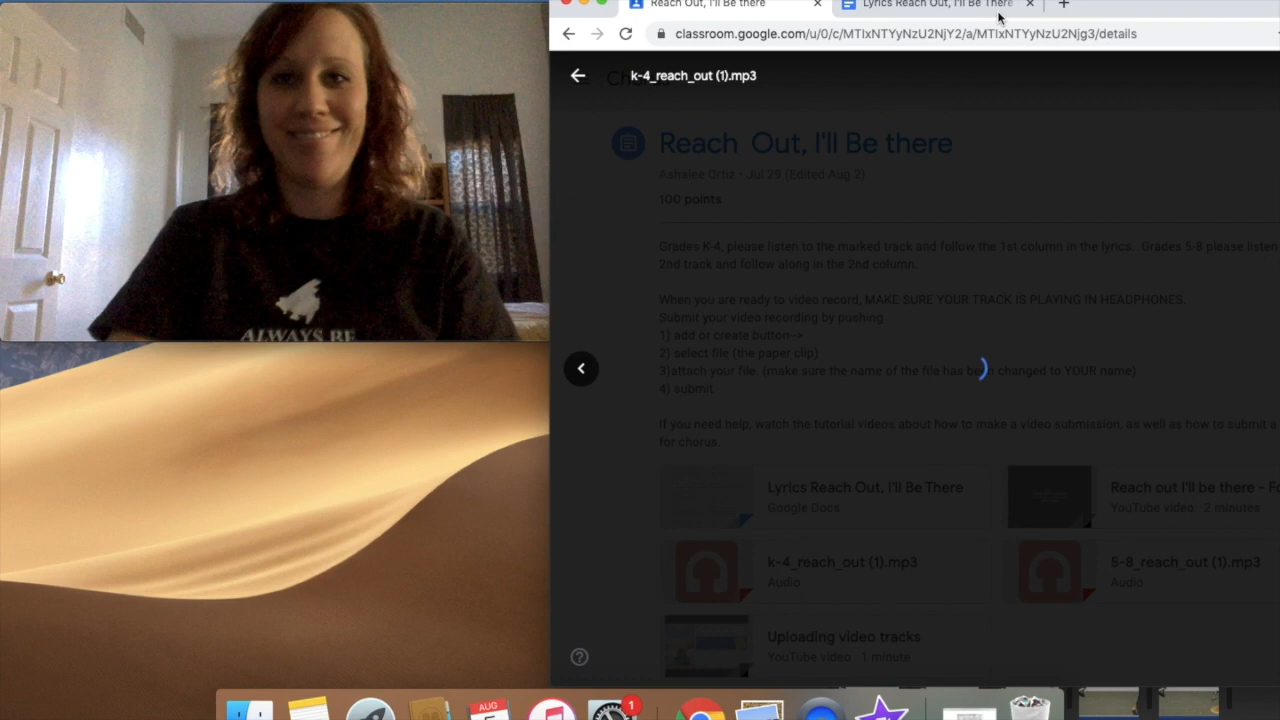 Reach Out, I'll Be there
Lyrics Reach Out, I'll Be There
classroom.google.com/u/0/c/MTIxNTYyNzU2NjY2/a/MTIxNTYyNzU2Njg3/details
k-4_reach_out (1).mp3
Reach Out, I'll Be there
Ashalee Ortiz • Jul 29 (Edited Aug 2)
100 points
Grades K-4, please listen to the marked track and follow the 1st column in the lyrics. Grades 5-8 please listen
2nd track and follow along in the 2nd column.
When you are ready to video record, MAKE SURE YOUR TRACK IS PLAYING IN HEADPHONES.
Submit your video recording by pushing
1) add or create button-->
2) select file (the paper clip)
3)attach your file. (make sure the name of the file has been changed to YOUR name)
4) submit
If you need help, watch the tutorial videos about how to make a video submission, as well as how to submit a
for chorus.
Lyrics Reach Out, I'll Be There
Google Docs
Reach out I'll be there -
YouTube video 2 minutes
k-4_reach_out (1).mp3
Audio
5-8_reach_out (1).mp3
Audio
Uploading video tracks
YouTube video 1 minute
ALWAYS BE
AUG
1